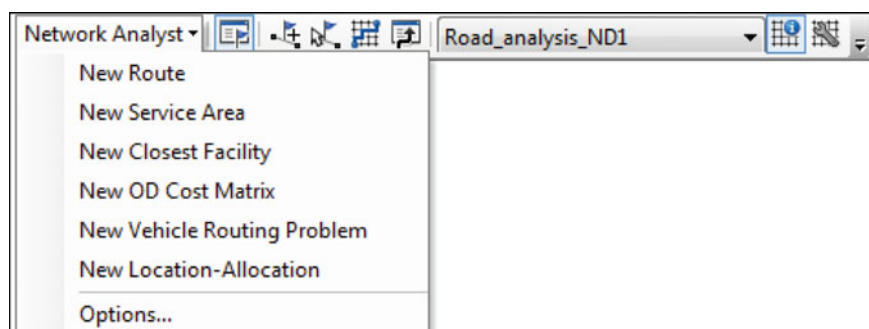 Network Analyst Road_analysis_ND1
New Route
New Service Area
New Closest Facility
New OD Cost Matrix
New Vehicle Routing Problem
New Location-Allocation
Options...